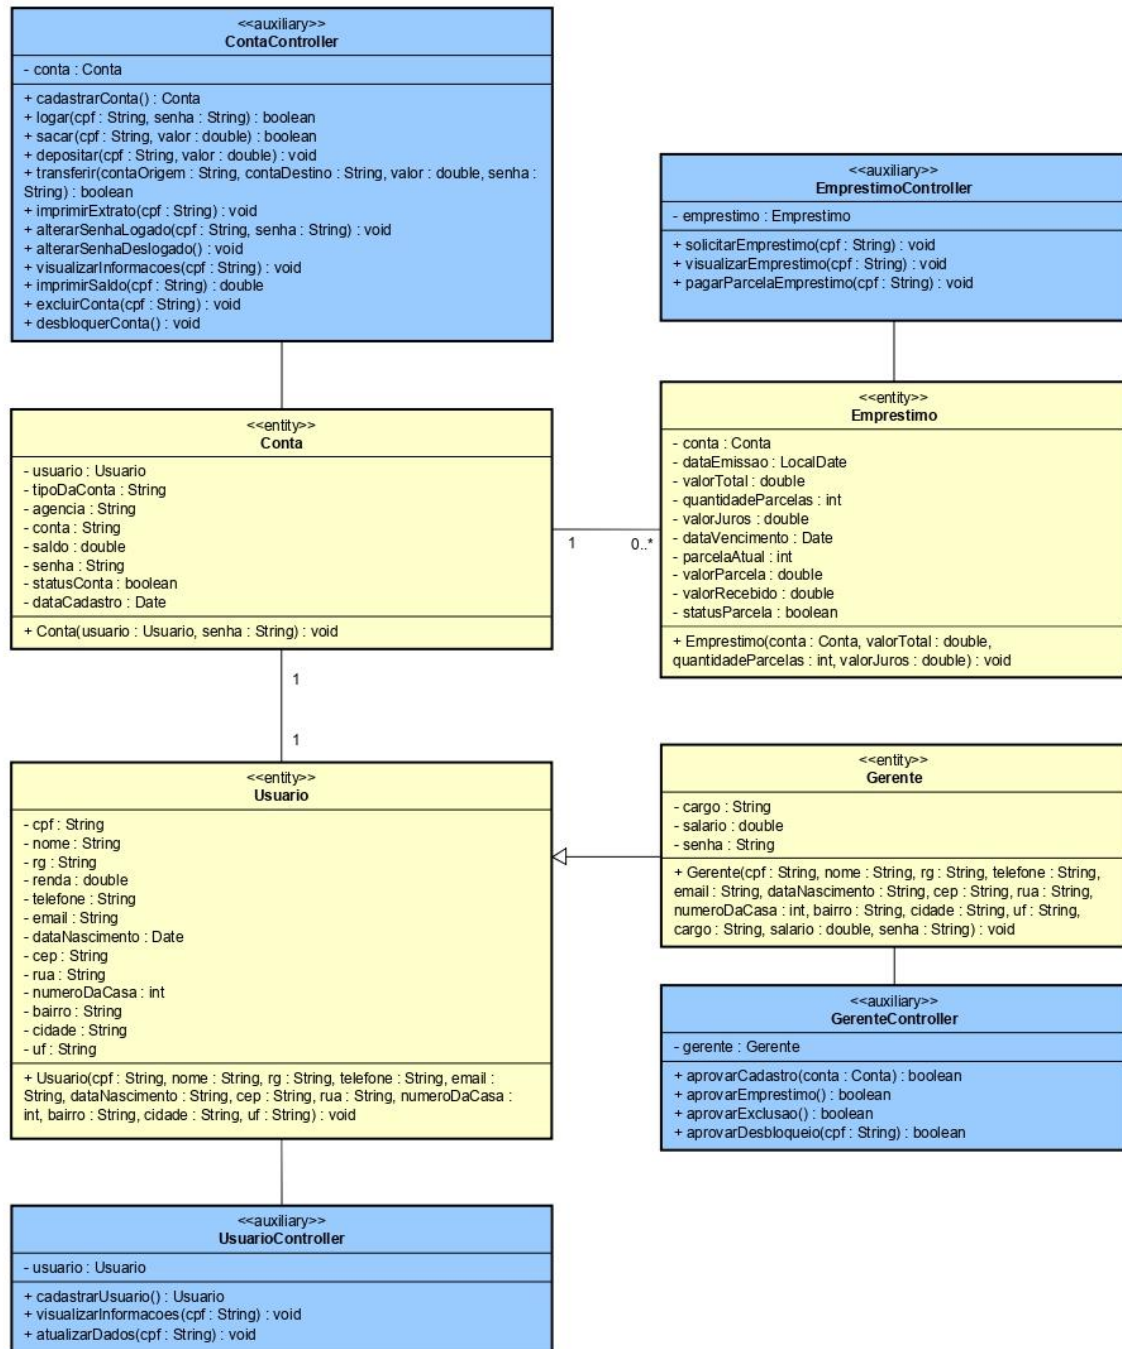 <<auxiliary>>
ContaController
- conta : Conta
+ cadastrarConta() : Conta
+ logar(cpf : String, senha : String) : boolean
+ sacar(cpf : String, valor : double) : boolean
+ depositar(cpf : String, valor : double) : void
+ transferir(contaOrigem : String, contaDestino : String, valor : double, senha :
String) : boolean
+ imprimirExtrato(cpf : String) : void
+ alterarSenhaLogado(cpf : String, senha : String) : void
+ alterarSenhaDeslogado() : void
+ visualizarInformacoes(cpf : String) : void
+ imprimirSaldo(cpf : String) : double
+ excluirConta(cpf : String) : void
+ desbloquerConta() : void
<<auxiliary>>
EmprestimoController
- emprestimo : Emprestimo
+ solicitarEmprestimo(cpf : String) : void
+ visualizarEmprestimo(cpf : String) : void
+ pagarParcelaEmprestimo(cpf : String) : void
<<entity>>
Conta
- usuario : Usuario
- tipoDaConta : String
- agencia : String
- conta : String
- saldo : double
- senha : String
- statusConta : boolean
- dataCadastro : Date
+ Conta(usuario : Usuario, senha : String) : void
1
0..*
<<entity>>
Emprestimo
- conta : Conta
- dataEmissao : LocalDate
- valorTotal : double
- quantidadeParcelas : int
- valorJuros : double
- dataVencimento : Date
- parcelaAtual : int
- valorParcela : double
- valorRecebido : double
- statusParcela : boolean
+ Emprestimo(conta : Conta, valorTotal : double,
quantidadeParcelas : int, valorJuros : double) : void
1
1
<<entity>>
Usuario
- cpf : String
- nome : String
- rg : String
- renda : double
- telefone : String
- email : String
- dataNascimento : Date
- cep : String
- rua : String
- numeroDaCasa : int
- bairro : String
- cidade : String
- uf : String
+ Usuario(cpf : String, nome : String, rg : String, telefone : String, email :
String, dataNascimento : String, cep : String, rua : String, numeroDaCasa :
int, bairro : String, cidade : String, uf : String) : void
<<entity>>
Gerente
- cargo : String
- salario : double
- senha : String
+ Gerente(cpf : String, nome : String, rg : String, telefone : String,
email : String, dataNascimento : String, cep : String, rua : String,
numeroDaCasa : int, bairro : String, cidade : String, uf : String,
cargo : String, salario : double, senha : String) : void
<<auxiliary>>
GerenteController
- gerente : Gerente
+ aprovarCadastro(conta : Conta) : boolean
+ aprovarEmprestimo() : boolean
+ aprovarExclusao() : boolean
+ aprovarDesbloqueio(cpf : String) : boolean
<<auxiliary>>
UsuarioController
- usuario : Usuario
+ cadastrarUsuario() : Usuario
+ visualizarInformacoes(cpf : String) : void
+ atualizarDados(cpf : String) : void